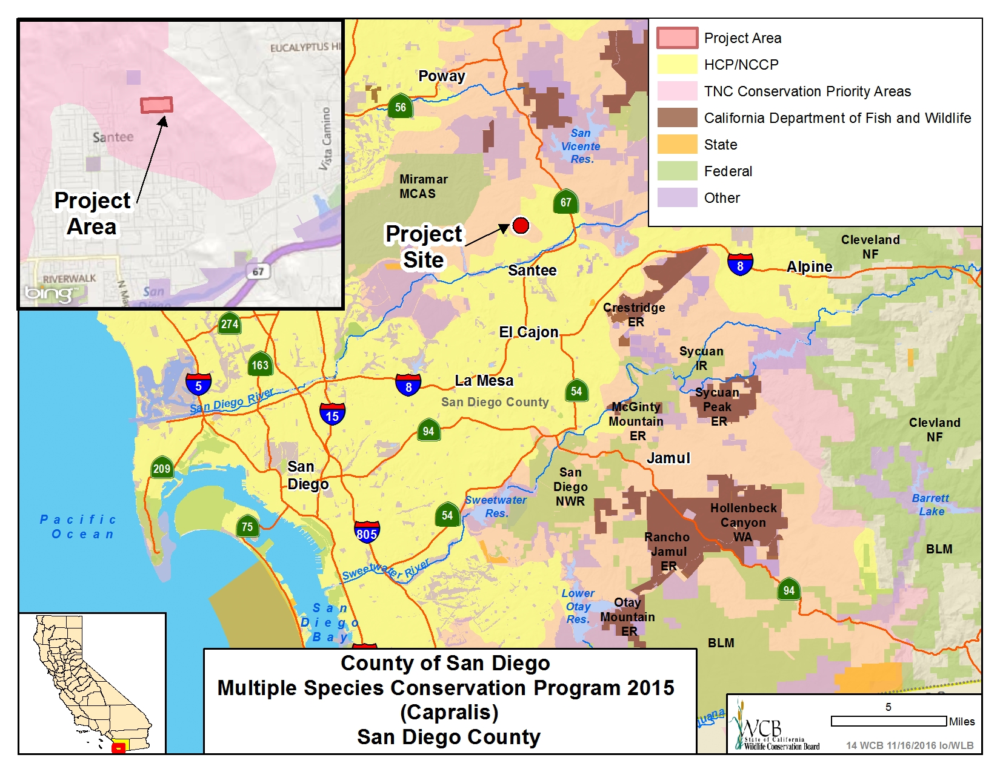 EUCALYPTUS HI
Santee
Vista Camino
Project
Area
RIVERWALK
N Mag
San
Diego
67
bing
Project Area
HCP/NCCP
TNC Conservation Priority Areas
California Department of Fish and Wildlife
State
Federal
Other
Poway
56
San
Vicente
Res.
Miramar
MCAS
67
Project
Site
Santee
Cleveland
NF
8
Alpine
Crestridge
ER
274
El Cajon
Sycuan
IR
163
5
8
La Mesa
San Diego County
54
San Diego River
15
Sycuan
Peak
ER
McGinty
Mountain
ER
94
Clevland
NF
Jamul
209
San
Diego
San
Diego
NWR
Sweetwater
Res.
54
Hollenbeck
Canyon
WA
Barrett
Lake
Pacific
Ocean
75
805
Rancho
Jamul
ER
BLM
Sweetwater River
94
Lower
Otay
Res.
Otay
Mountain
ER
San
Diego
Bay
BLM
County of San Diego
Multiple Species Conservation Program 2015
(Capralis)
San Diego County
juana
WCB
State of California
Wildlife Conservation Board
5
Miles
14 WCB 11/16/2016 lo/WLB